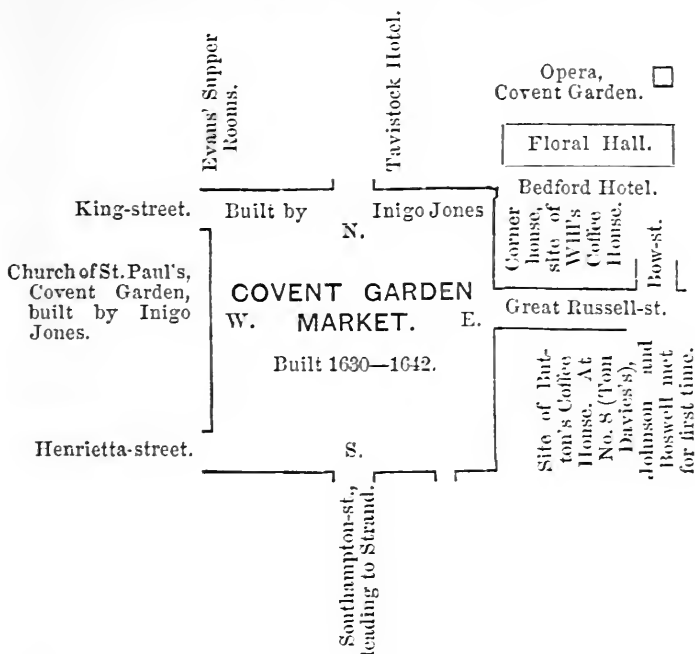 Evans' Supper
Rooms.
Tavistock Hotel.
Opera,
Covent Garden.
Floral Hall.
Bedford Hotel.
King-street.
Built by
Inigo Jones
N.
Corner
house,
site of
Will's
Coffee
House.
Bow-st.
Church of St. Paul's,
Covent Garden,
built by Inigo
Jones.
COVENT GARDEN
W. MARKET. E.
Built 1630—1642.
Great Russell-st.
Site of But-
ton's Coffee
House. At
No. 8 (Tom
Davies's),
Johnson and
Boswell met
for first time.
Henrietta-street.
S.
Southampton-st.,
leading to Strand.